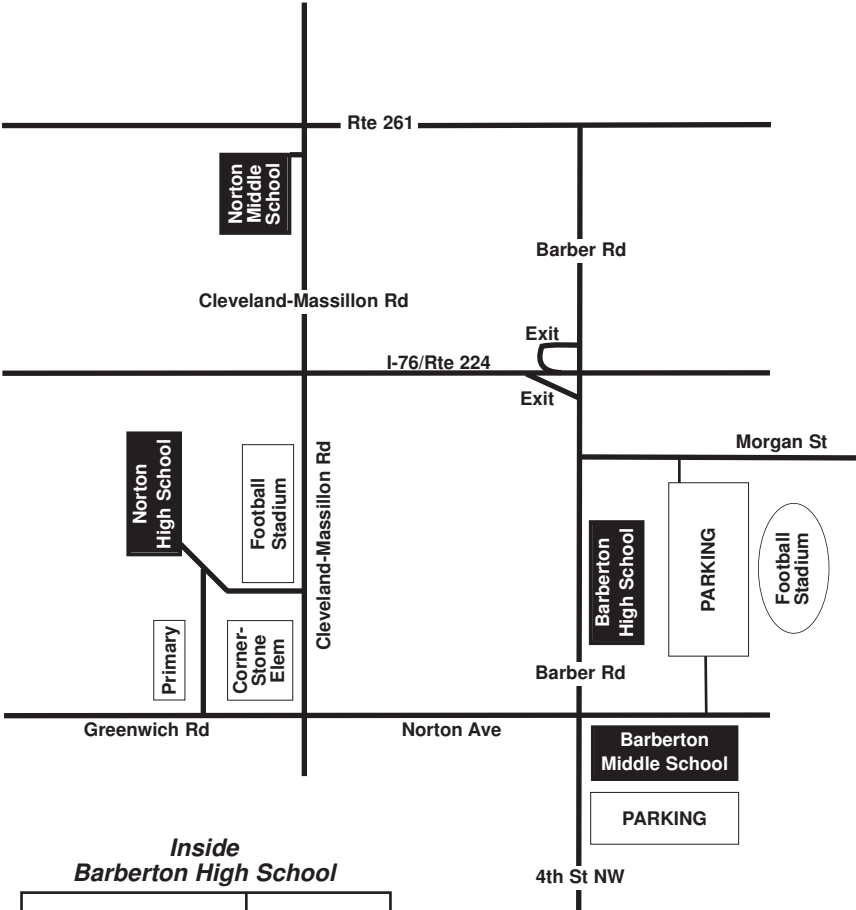 Rte 261
Norton
Middle
School
Barber Rd
Cleveland-Massillon Rd
Exit
I-76/Rte 224
Exit
Morgan St
Norton
High School
Football
Stadium
Cleveland-Massillon Rd
Barberton
High School
PARKING
Football
Stadium
Primary
Corner-
Stone
Elem
Barber Rd
Greenwich Rd
Norton Ave
Barberton
Middle School
PARKING
Inside
Barberton High School
4th St NW